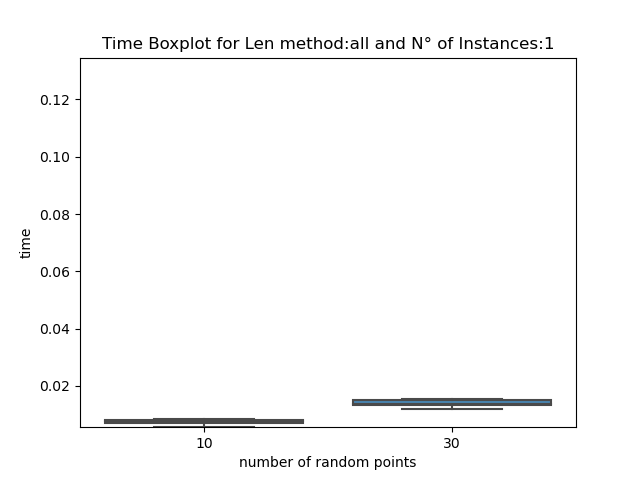 Time Boxplot for Len method:all and N° of Instances:1
0.12
0.10
0.08
0.06
0.04
0.02
time
10 30
number of random points